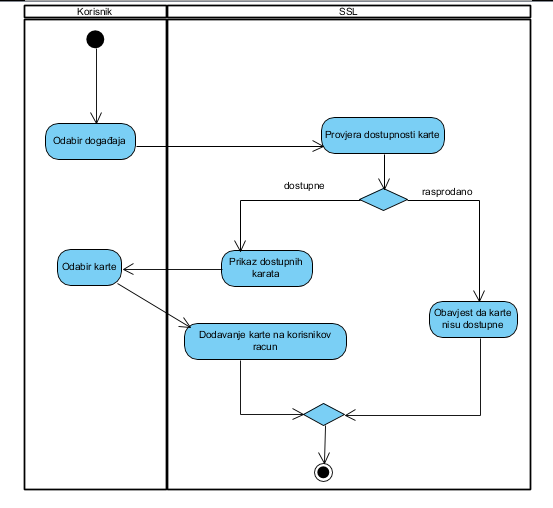 Korisnik
SSL
Odabir događaja
Provjera dostupnosti karte
dostupne
rasprodano
Odabir karte
Prikaz dostupnih
karata
Obavjest da karte
nisu dostupne
Dodavanje karte na korisnikov
racun